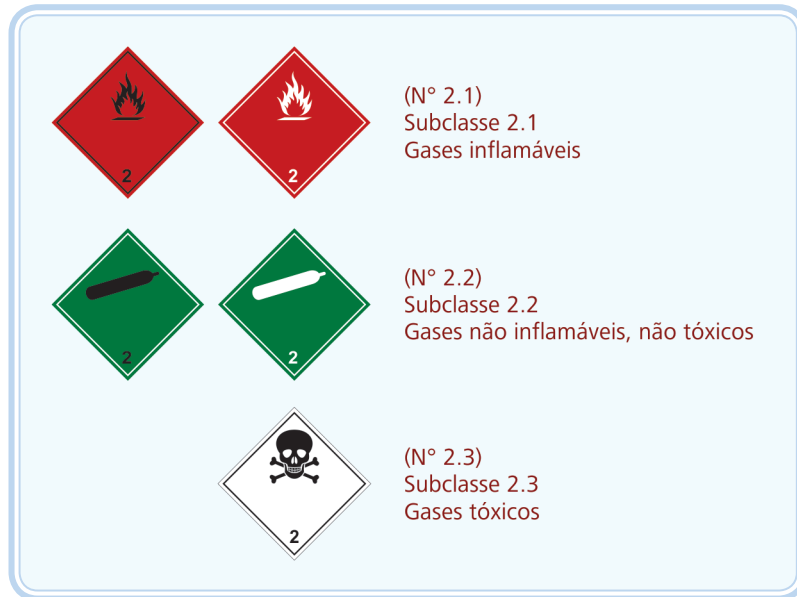 2
2
(N° 2.1)
Subclasse 2.1
Gases inflamáveis
2
2
(N° 2.2)
Subclasse 2.2
Gases não inflamáveis, não tóxicos
2
(N° 2.3)
Subclasse 2.3
Gases tóxicos